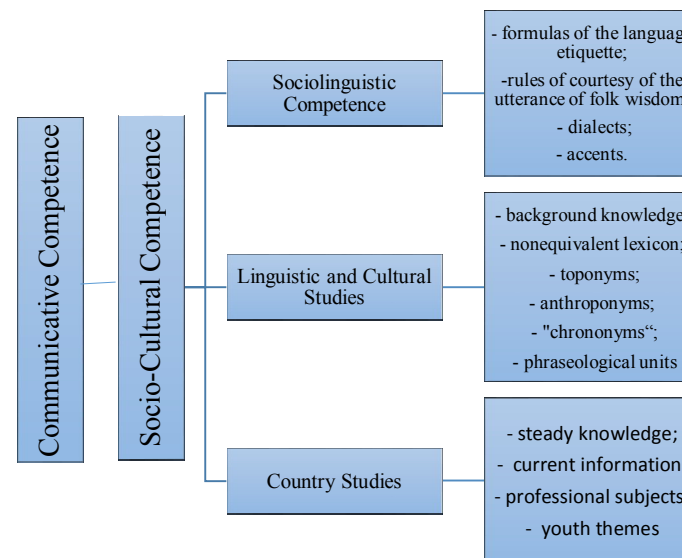 Communicative Competence
Socio-Cultural Competence
Sociolinguistic
Competence
- formulas of the language
etiquette;
-rules of courtesy of the
utterance of folk wisdom
- dialects;
- accents.
Linguistic and Cultural
Studies
- background knowledge
- nonequivalent lexicon;
- toponyms;
- anthroponyms;
- "chrononyms“;
- phraseological units
Country Studies
- steady knowledge;
- current information
- professional subjects
- youth themes